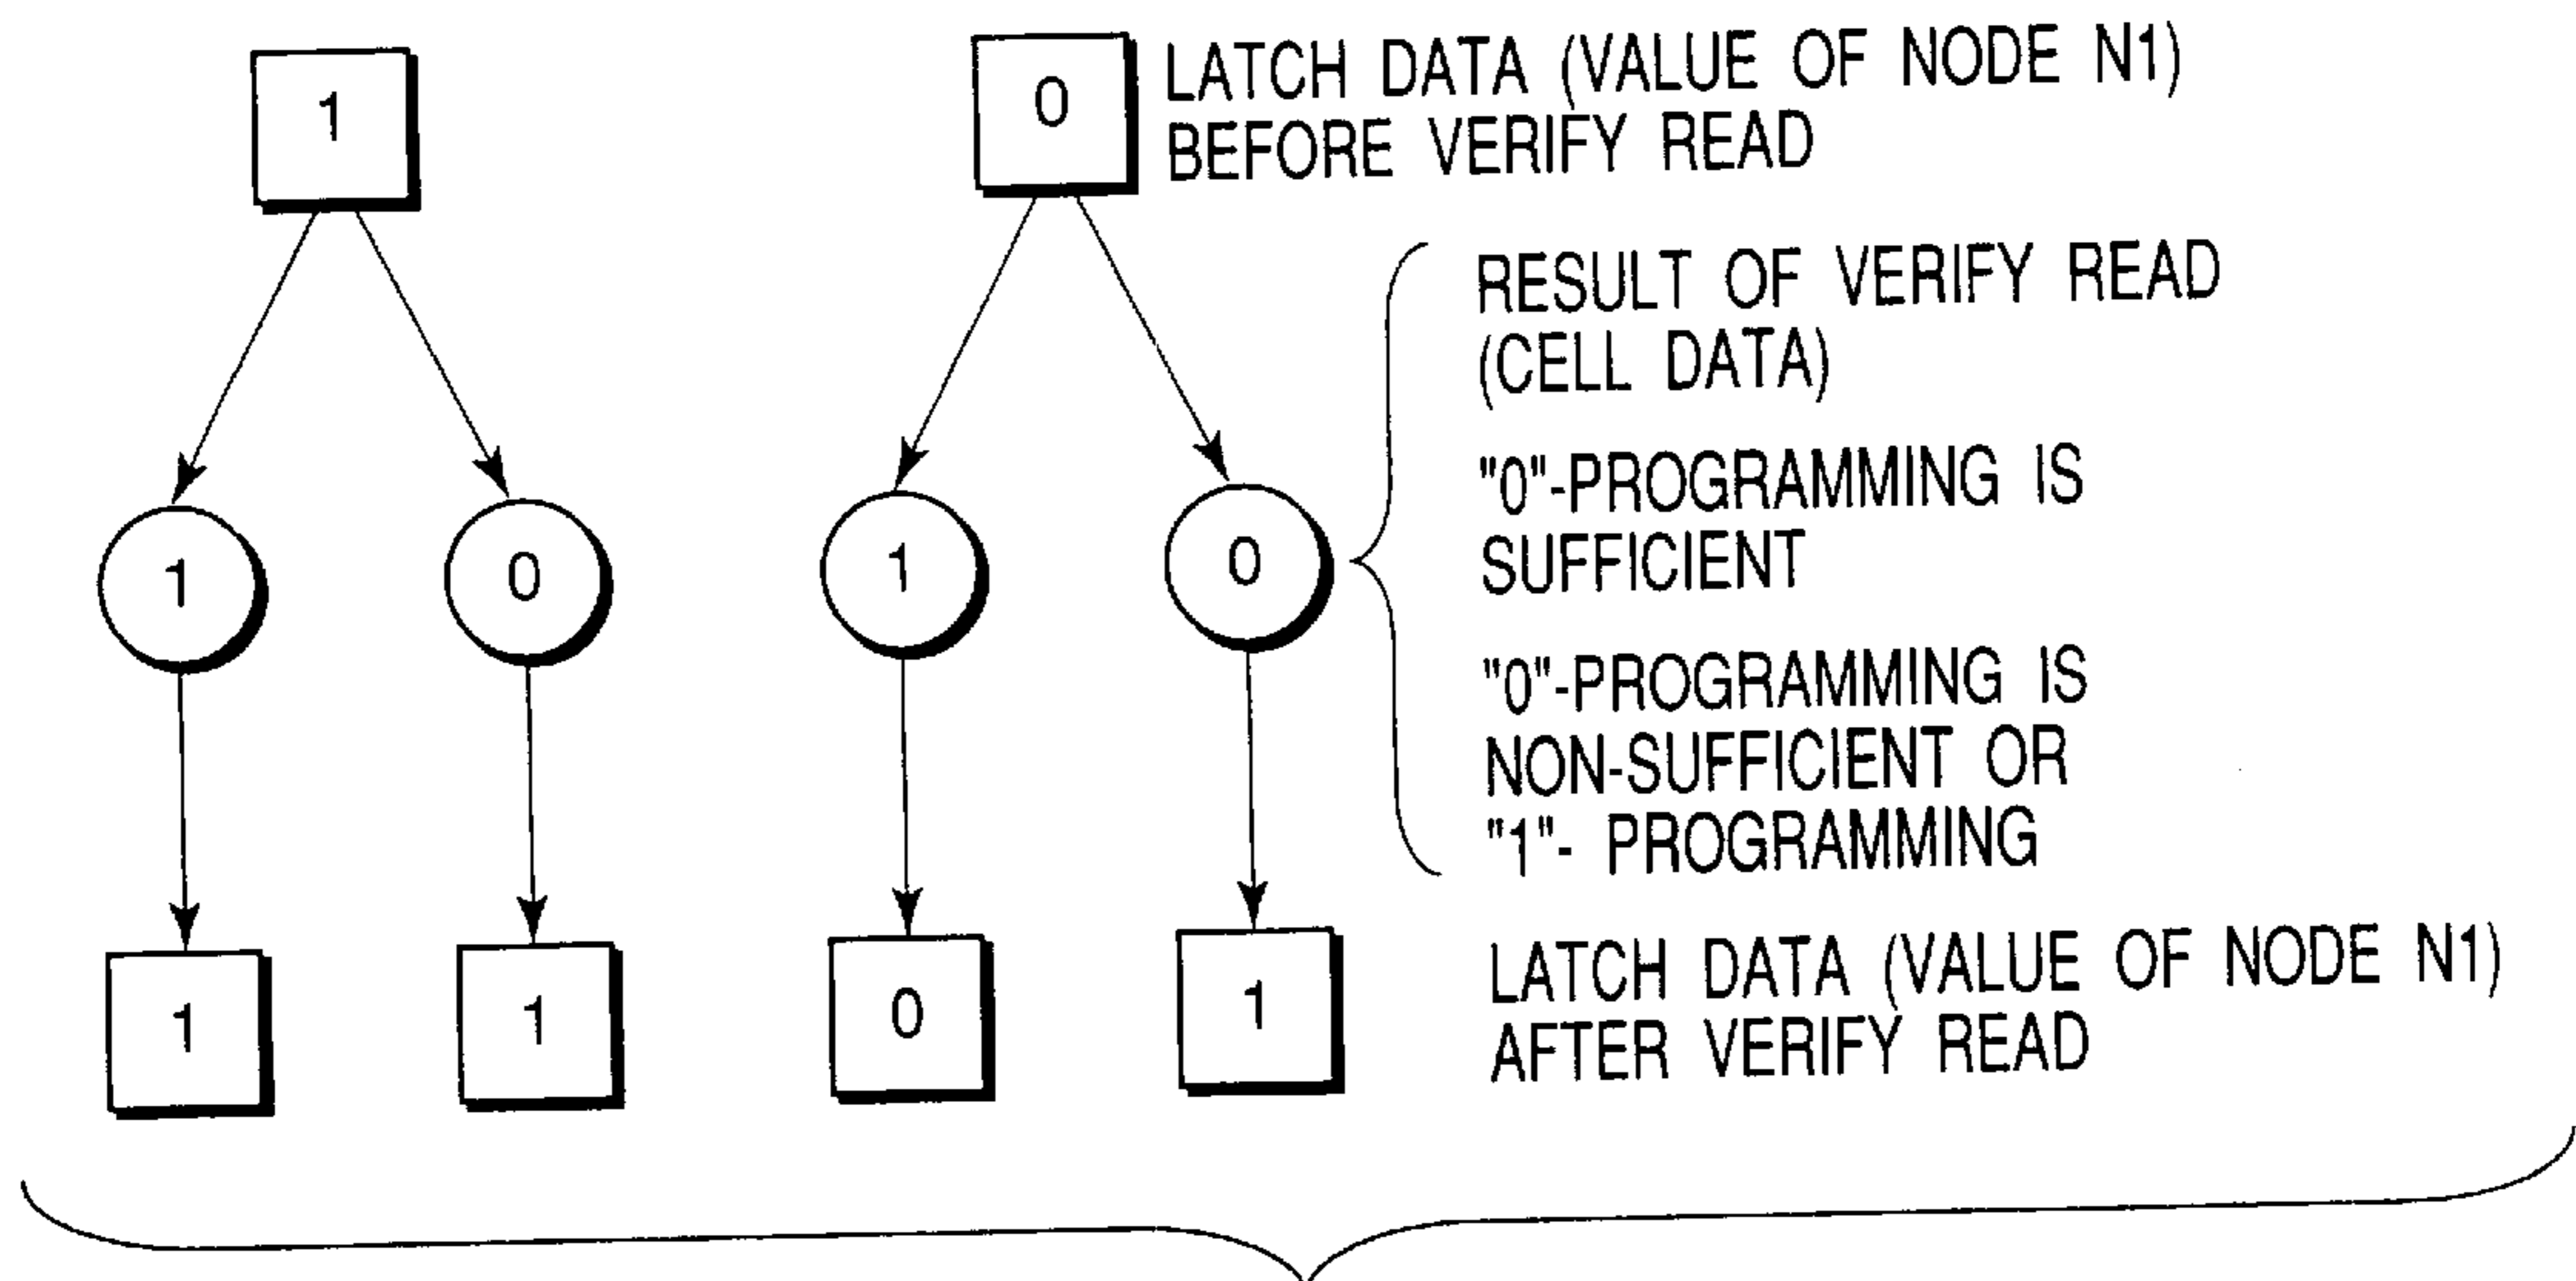 1
0
LATCH DATA (VALUE OF NODE N1)
BEFORE VERIFY READ
RESULT OF VERIFY READ
(CELL DATA)
"0"-PROGRAMMING IS
SUFFICIENT
"0"-PROGRAMMING IS
NON-SUFFICIENT OR
"1"- PROGRAMMING
1
0
1
0
1
1
0
1
LATCH DATA (VALUE OF NODE N1)
AFTER VERIFY READ